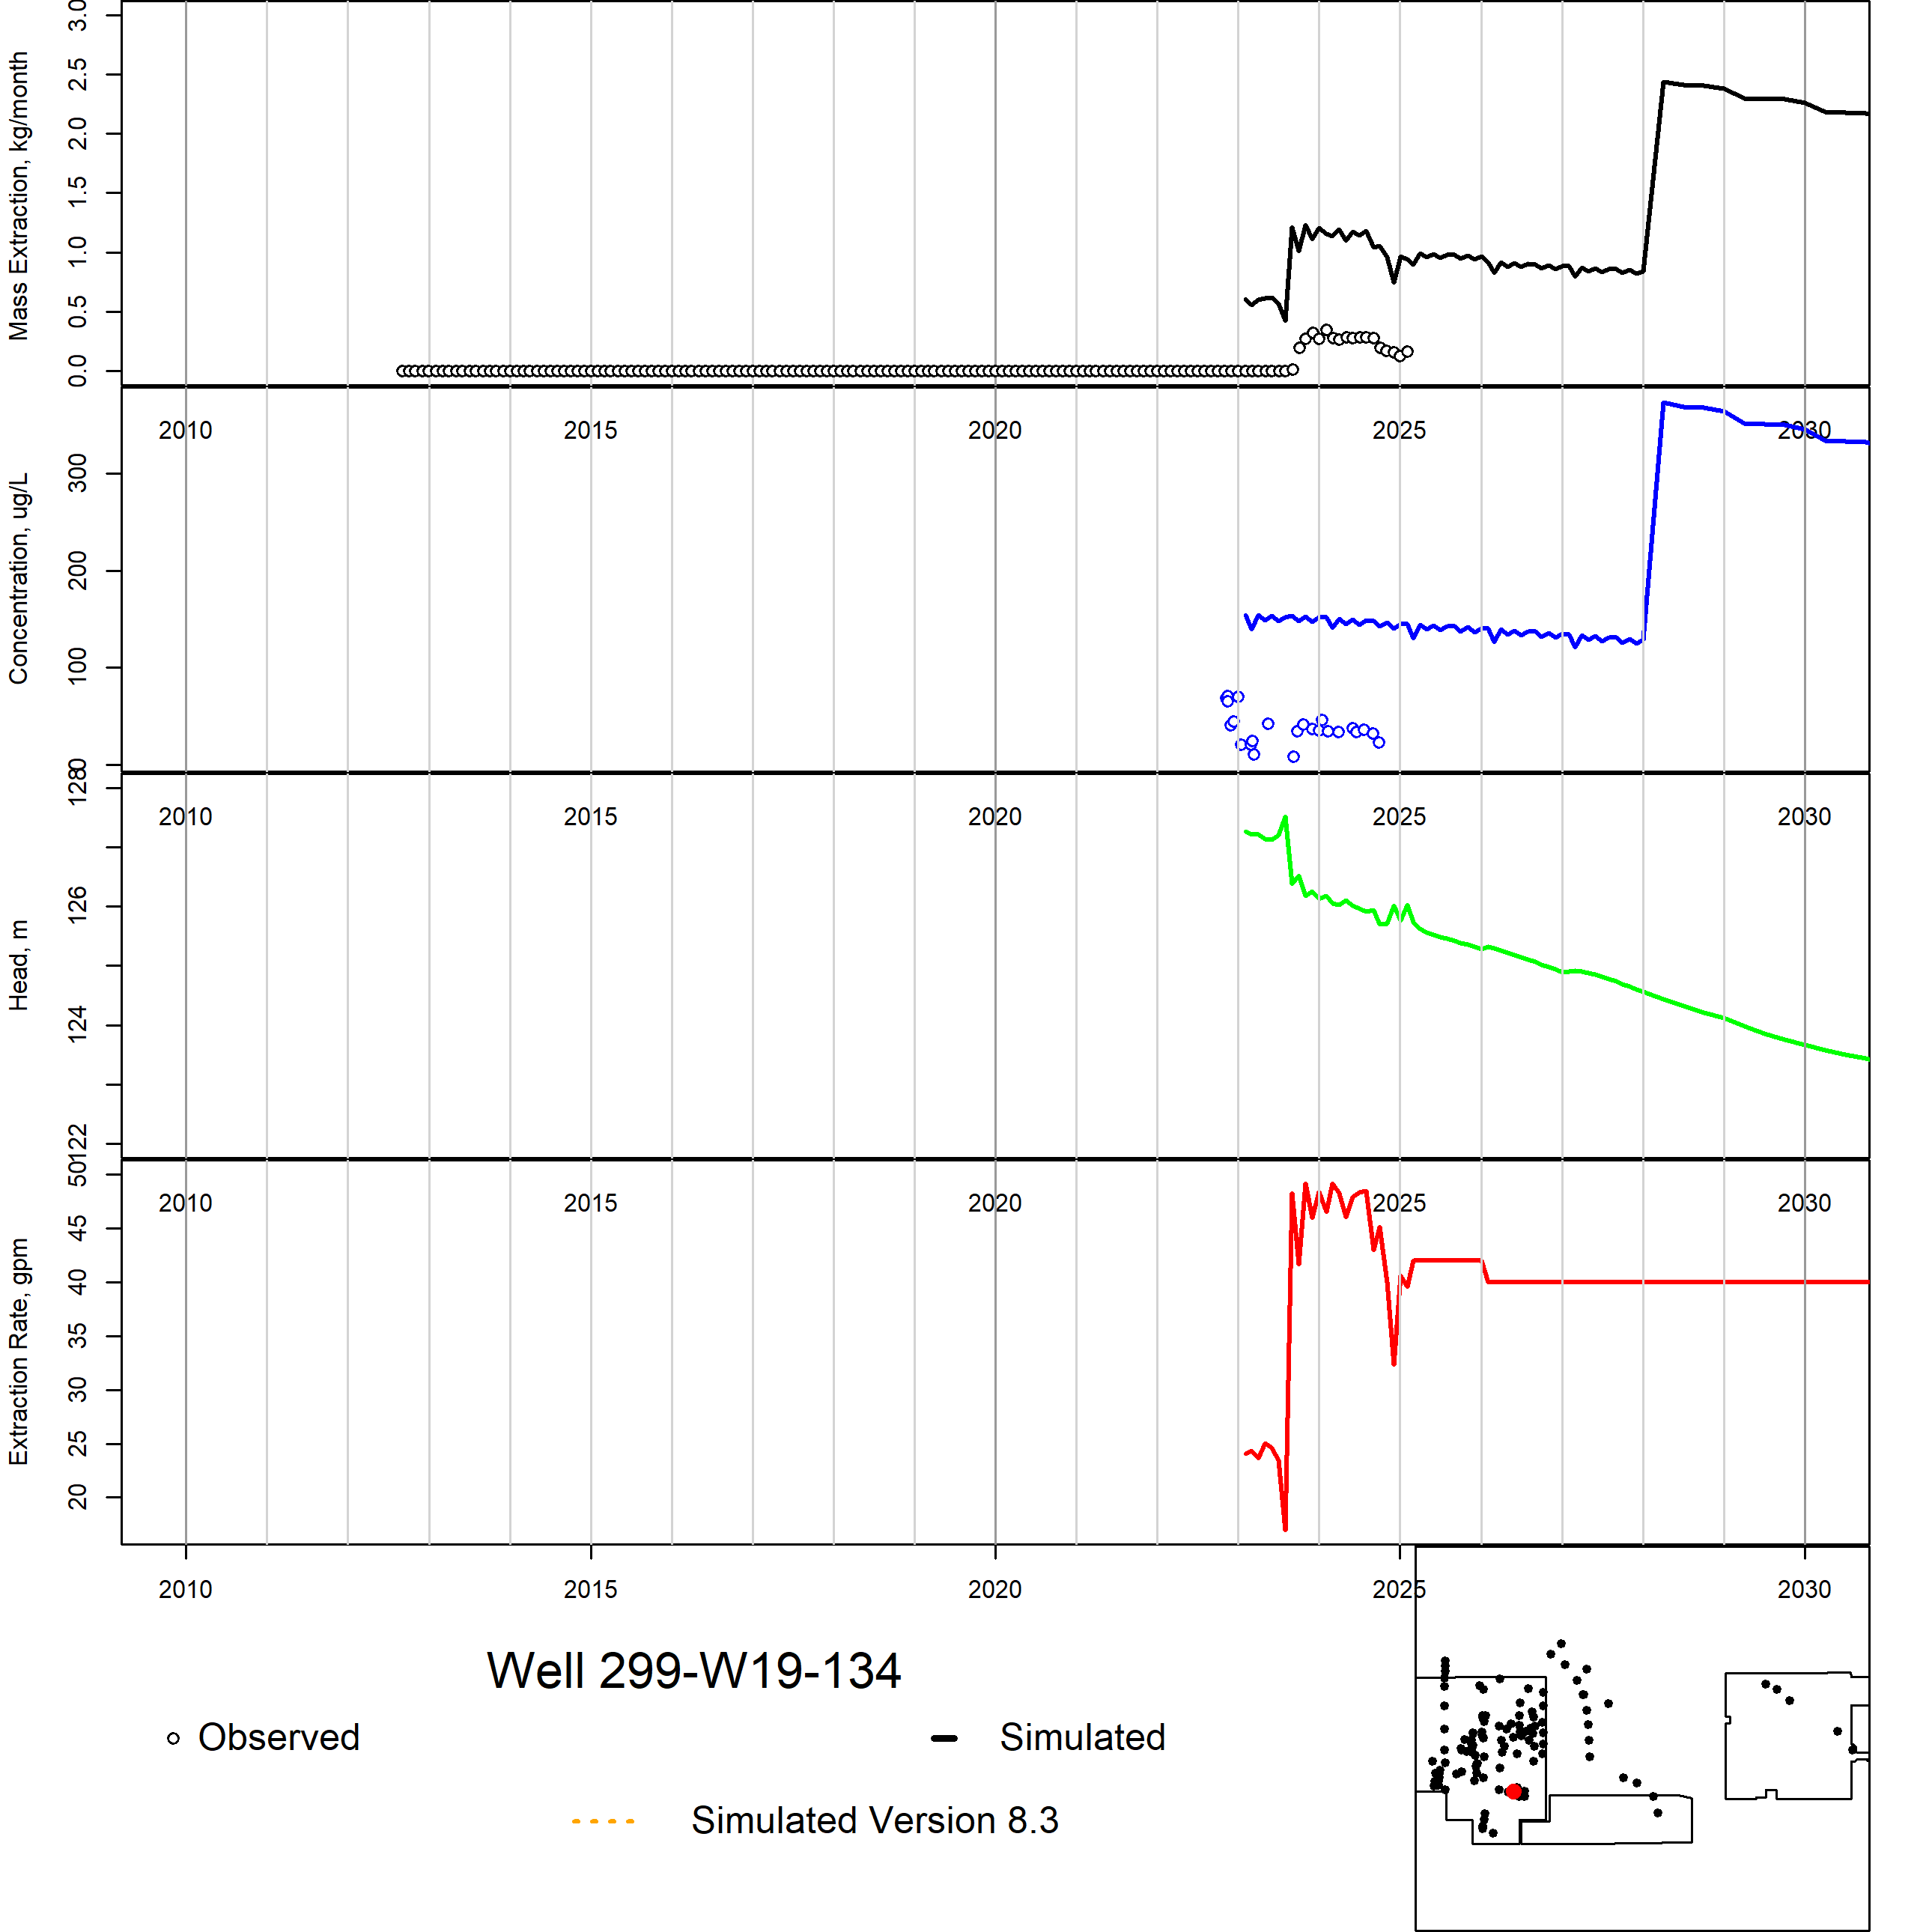 Mass Extraction, kg/month
0.0 0.5 1.0 1.5 2.0 2.5 3.0
2010 2015 2020 2025 2030
Concentration, ug/L
0 100 200 300
2010 2015 2020 2025 2030
Head, m
122 124 126 128
2010 2015 2020 2025 2030
Extraction Rate, gpm
20 25 30 35 40 45 50
2010 2015 2020 2025 2030
Well 299-W19-134
Observed
Simulated
Simulated Version 8.3